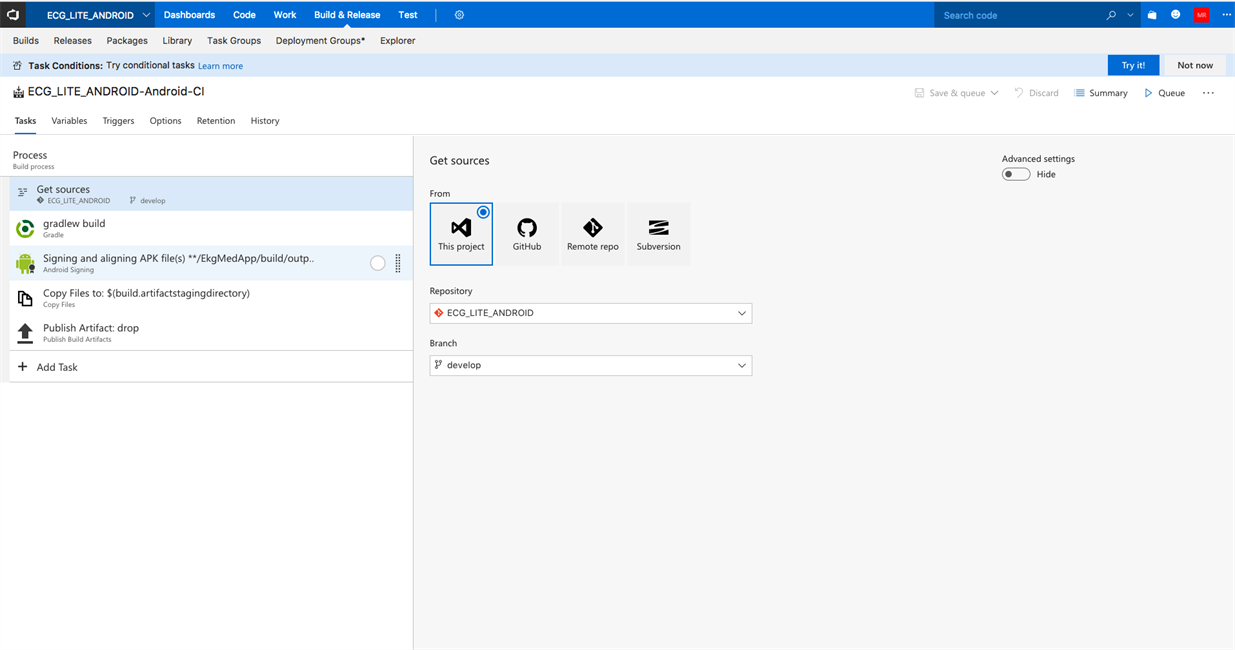 ECG_LITE_ANDROID Dashboards Code Work Build & Release Test Search code MR
Builds Releases Packages Library Task Groups Deployment Groups* Explorer
Task Conditions: Try conditional tasks Learn more Try it! Not now
ECG_LITE_ANDROID-Android-CI Save & queue Discard Summary Queue
Tasks Variables Triggers Options Retention History
Process
Build process
Get sources
ECG_LITE_ANDROID develop
gradlew build
Gradle
Signing and aligning APK file(s) **/EkgMedApp/build/outp..
Android Signing
Copy Files to: $(build.artifactstagingdirectory)
Copy Files
Publish Artifact: drop
Publish Build Artifacts
Add Task
Get sources
Advanced settings
Hide
From
This project GitHub Remote repo Subversion
Repository
ECG_LITE_ANDROID
Branch
develop